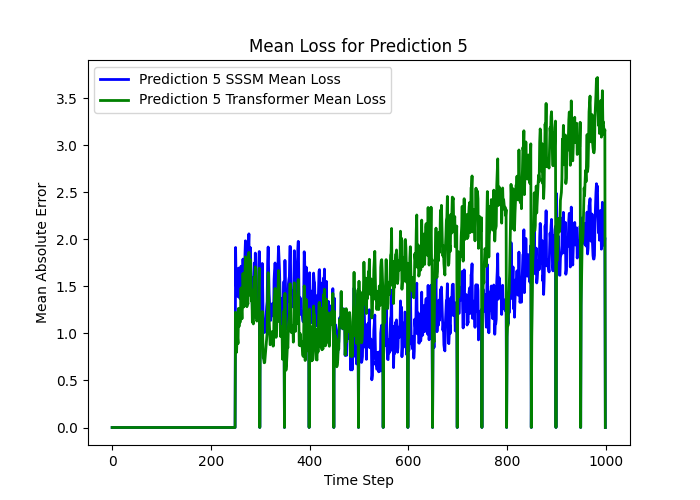 Mean Loss for Prediction 5
Prediction 5 SSSM Mean Loss
Prediction 5 Transformer Mean Loss
Mean Absolute Error
3.5
3.0
2.5
2.0
1.5
1.0
0.5
0.0
0 200 400 600 800 1000
Time Step